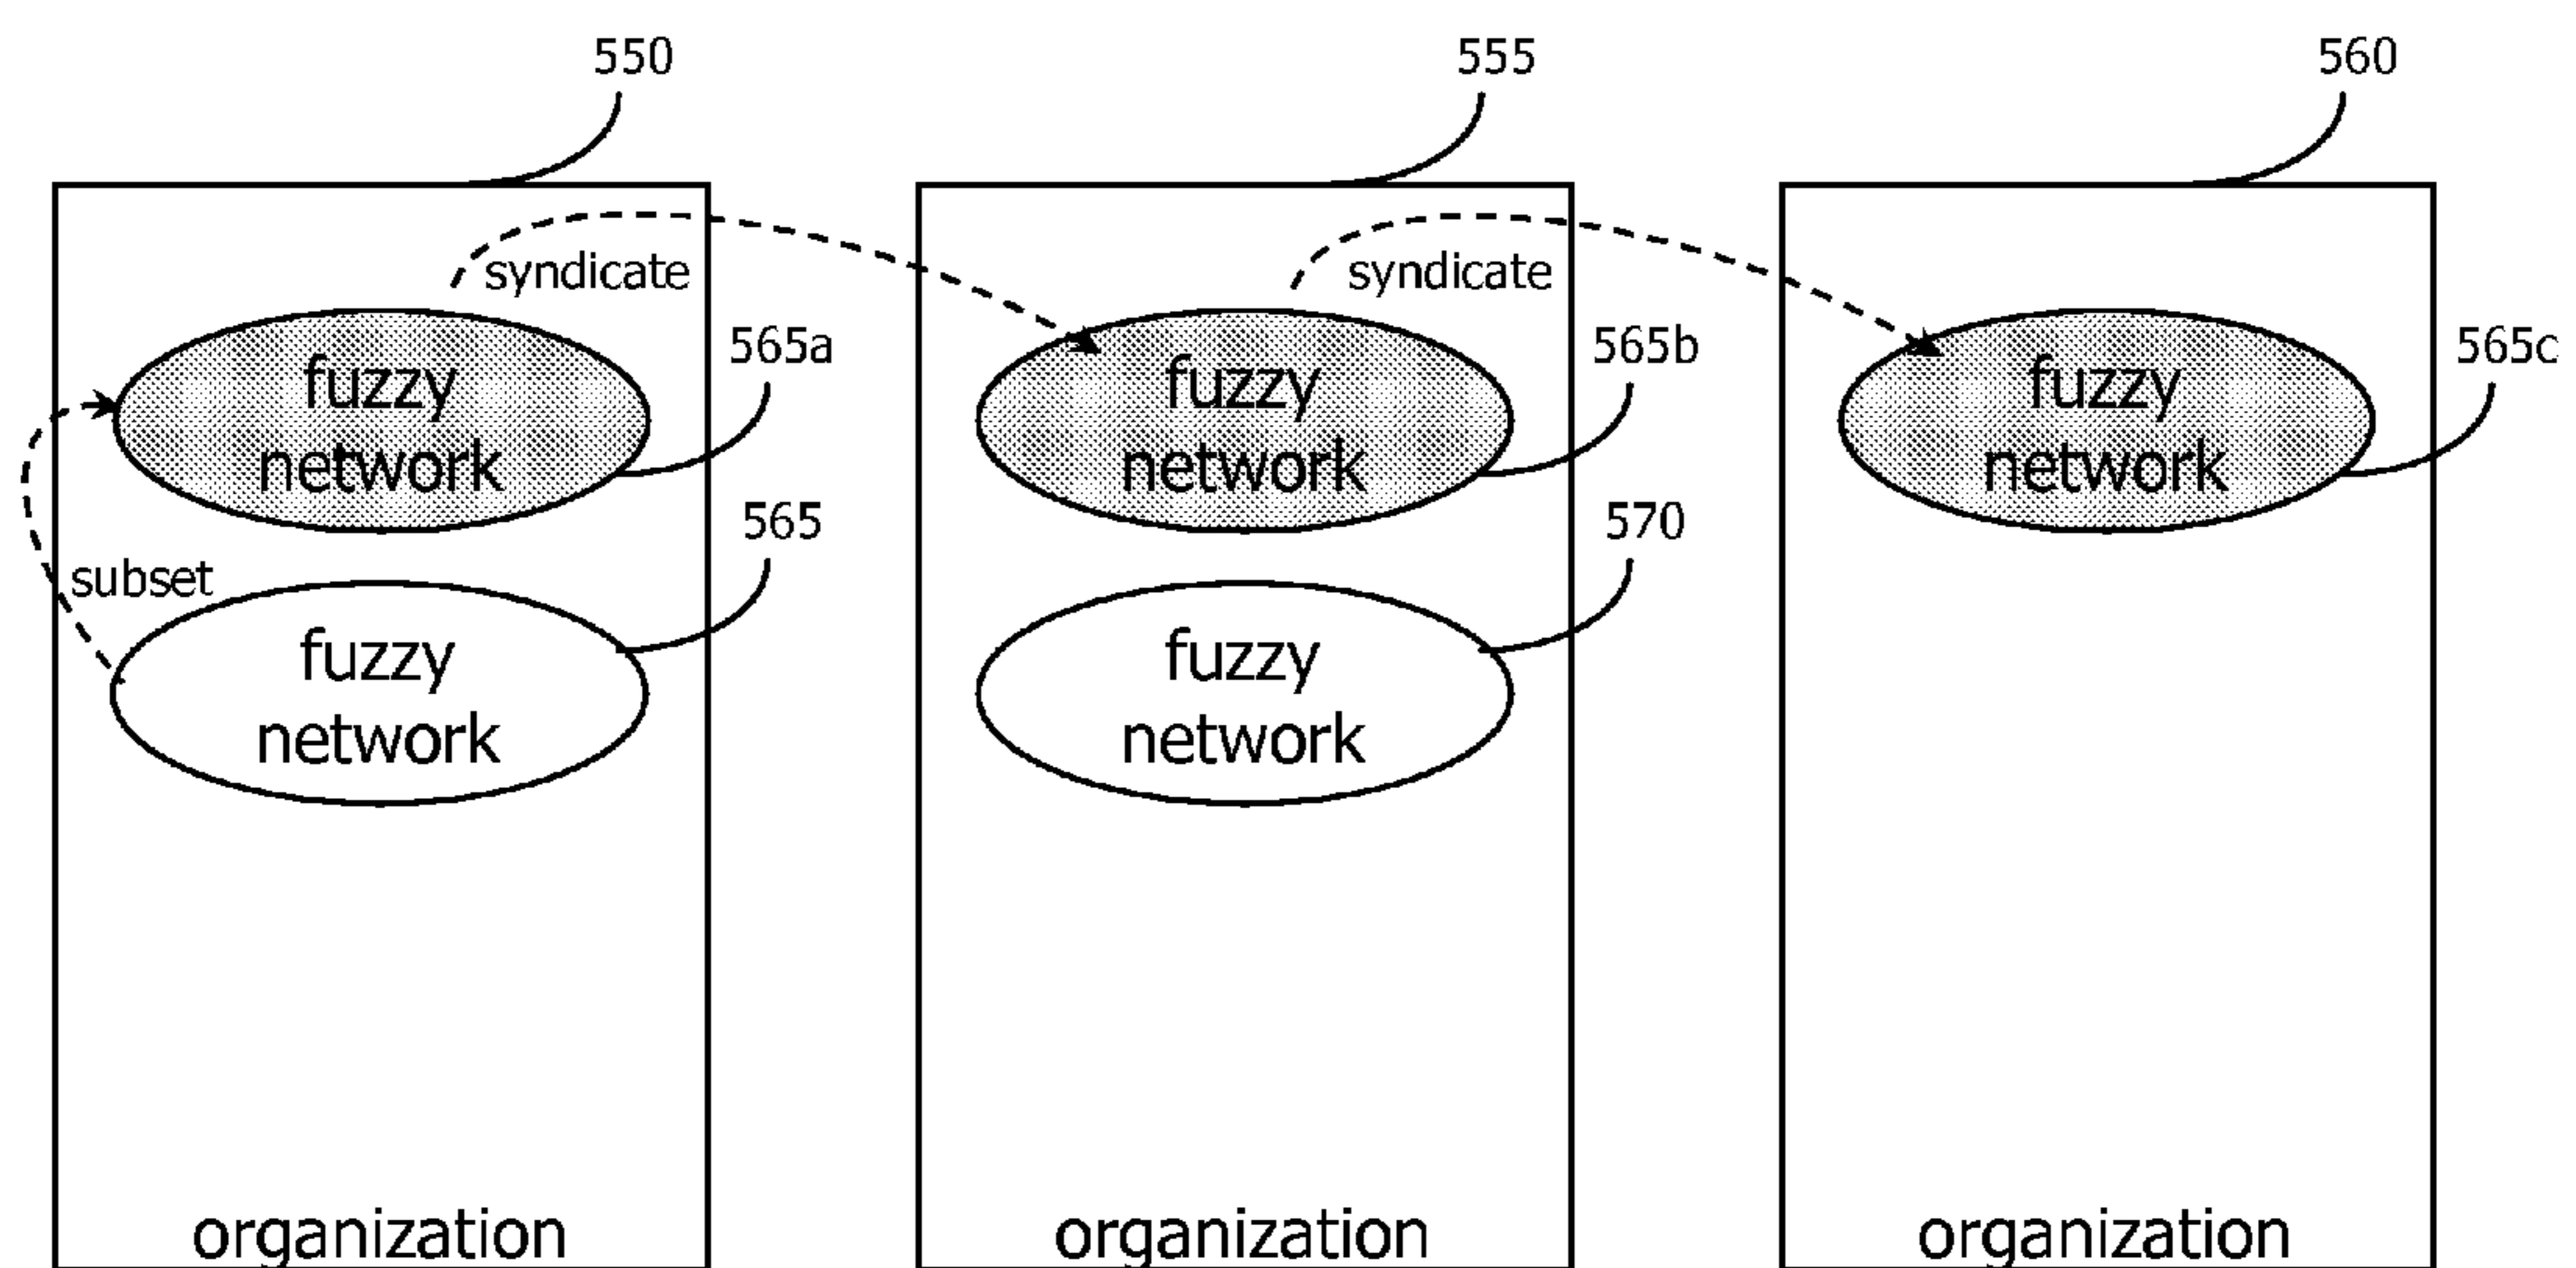 550
555
560
syndicate
syndicate
fuzzy
network
565a
fuzzy
network
565b
fuzzy
network
565c
subset
565
570
fuzzy
network
fuzzy
network
organization
organization
organization